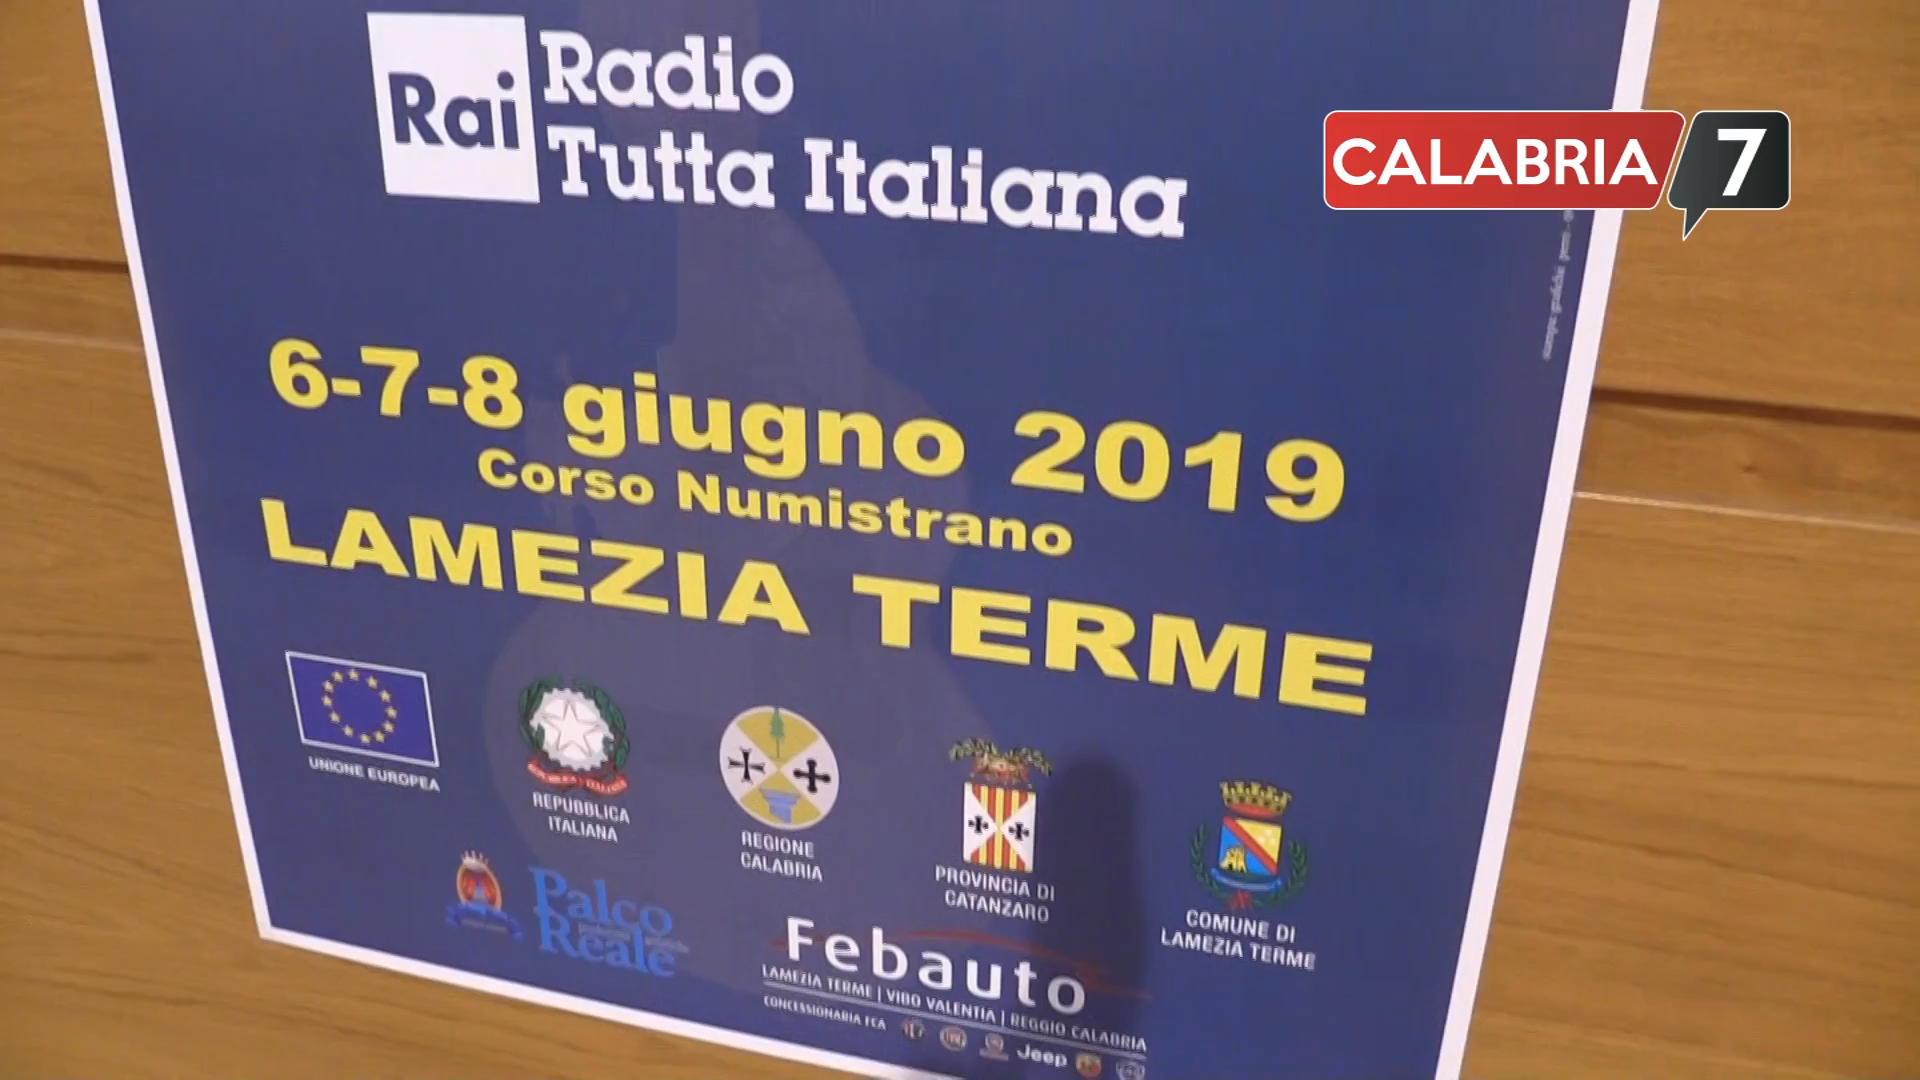 Rai Radio
Tutta Italiana
CALABRIA 7
6-7-8 giugno 2019
Corso Numistrano
LAMEZIA TERME
UNIONE EUROPEA
REPUBBLICA
ITALIANA
REGIONE
CALABRIA
PROVINCIA DI
CATANZARO
COMUNE DI
LAMEZIA TERME
Palco
Reale
Febauto
LAMEZIA TERME | VIBO VALENTIA | REGGIO CALABRIA
CONCESSIONARIA FCA
Jeep